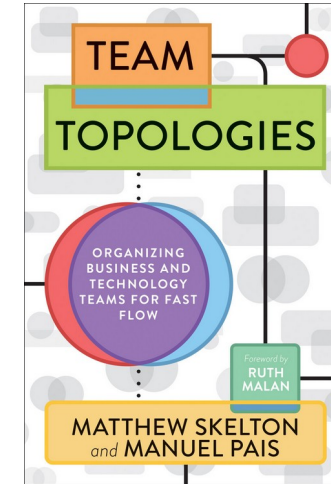 TEAM
TOPOLOGIES
ORGANIZING
BUSINESS AND
TECHNOLOGY
TEAMS FOR FAST
FLOW
Foreword by
RUTH
MALAN
MATTHEW SKELTON
and MANUEL PAIS